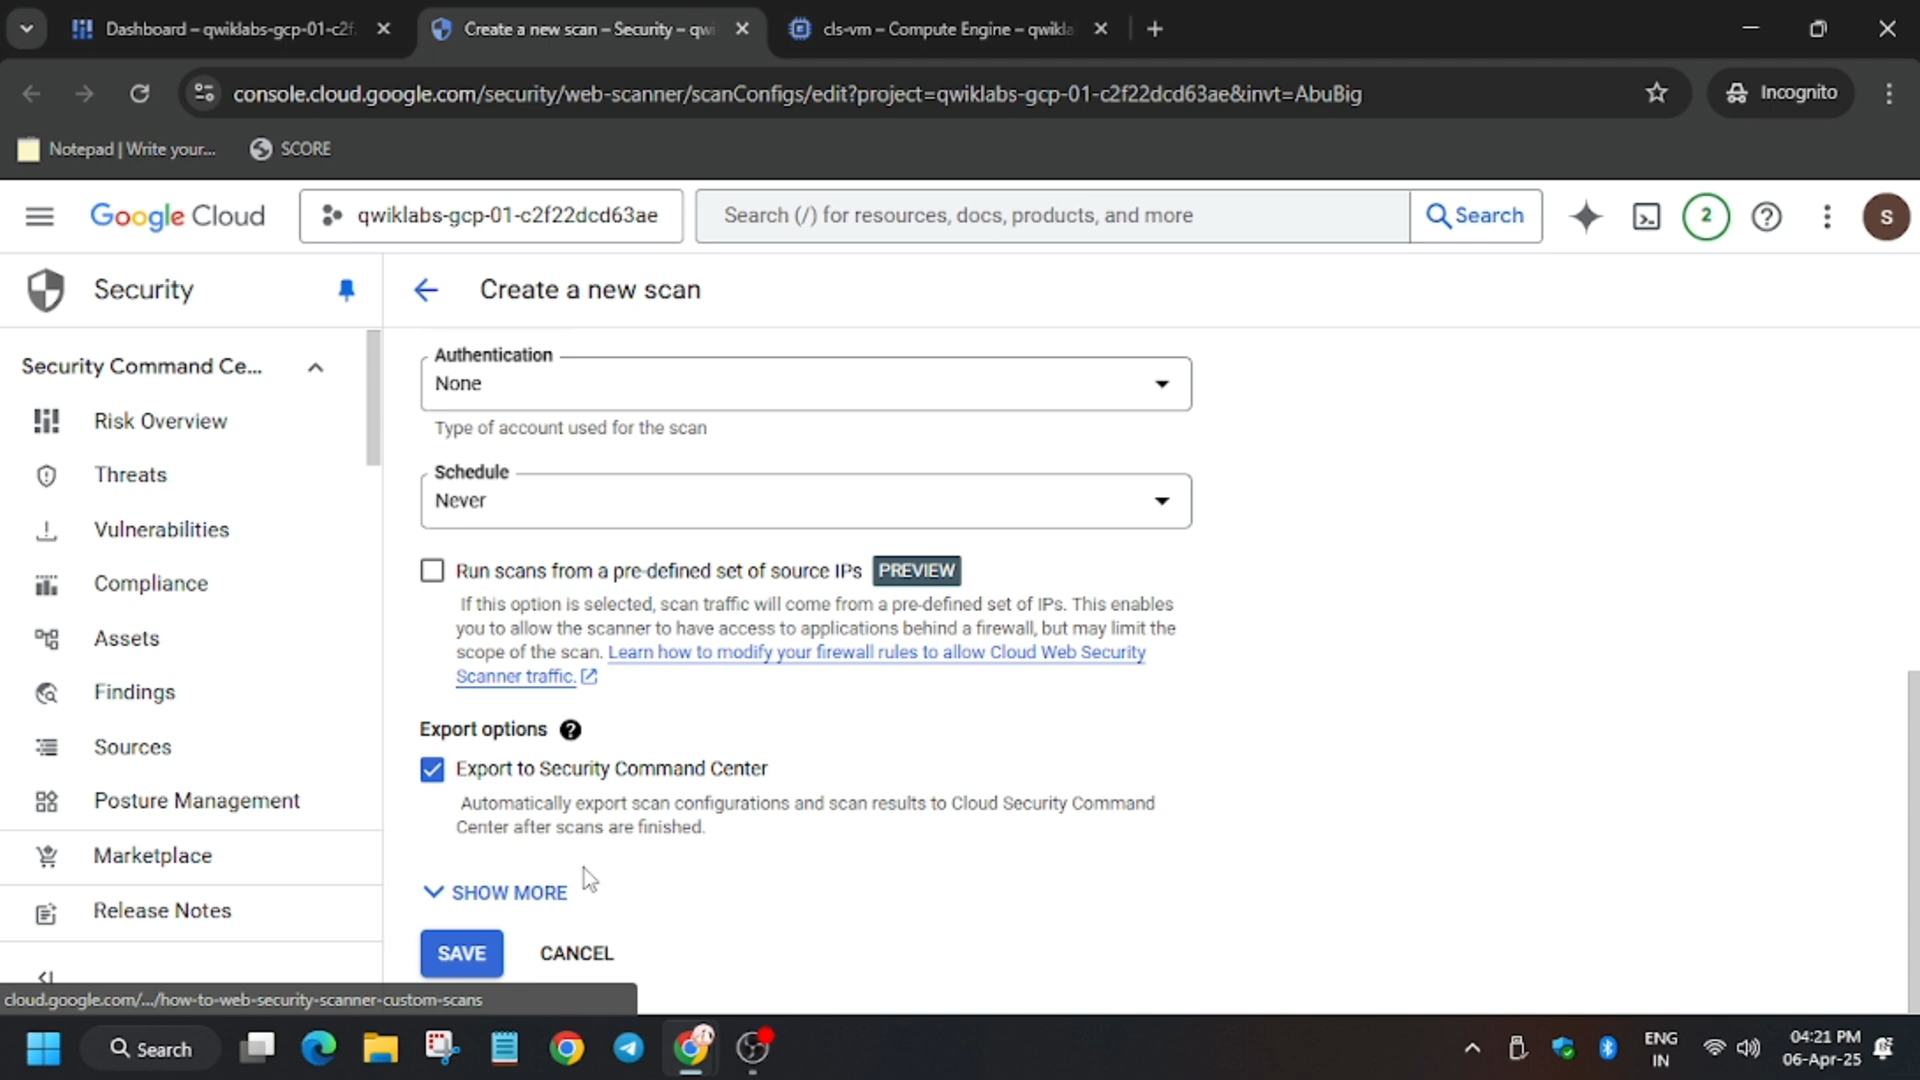 Dashboard – qwiklabs-gcp-01-c2f
Create a new scan – Security – qwi
cls-vm – Compute Engine – qwikla
console.cloud.google.com/security/web-scanner/scanConfigs/edit?project=qwiklabs-gcp-01-c2f22dcd63ae&invt=AbuBig
Incognito
Notepad | Write your...
SCORE
Google Cloud
qwiklabs-gcp-01-c2f22dcd63ae
Search (/) for resources, docs, products, and more
Search
2
S
Security
Create a new scan
Security Command Ce...
Risk Overview
Threats
Vulnerabilities
Compliance
Assets
Findings
Sources
Posture Management
Marketplace
Release Notes
Authentication
None
Type of account used for the scan
Schedule
Never
Run scans from a pre-defined set of source IPs PREVIEW
If this option is selected, scan traffic will come from a pre-defined set of IPs. This enables
you to allow the scanner to have access to applications behind a firewall, but may limit the
scope of the scan. Learn how to modify your firewall rules to allow Cloud Web Security
Scanner traffic.
Export options
Export to Security Command Center
Automatically export scan configurations and scan results to Cloud Security Command
Center after scans are finished.
SHOW MORE
SAVE
CANCEL
cloud.google.com/.../how-to-web-security-scanner-custom-scans
Search
ENG
IN
04:21 PM
06-Apr-25